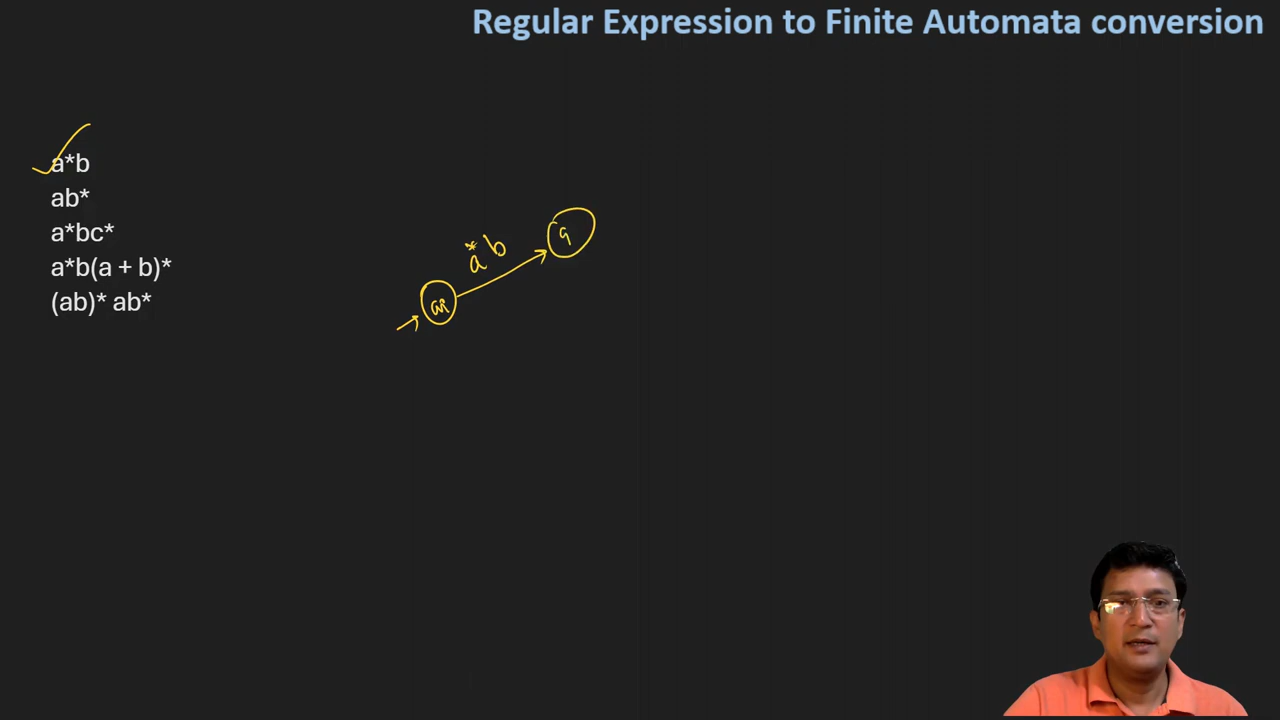 Regular Expression to Finite Automata conversion
a*b
ab*
a*bc*
a*b(a + b)*
(ab)* ab*
a*b
q